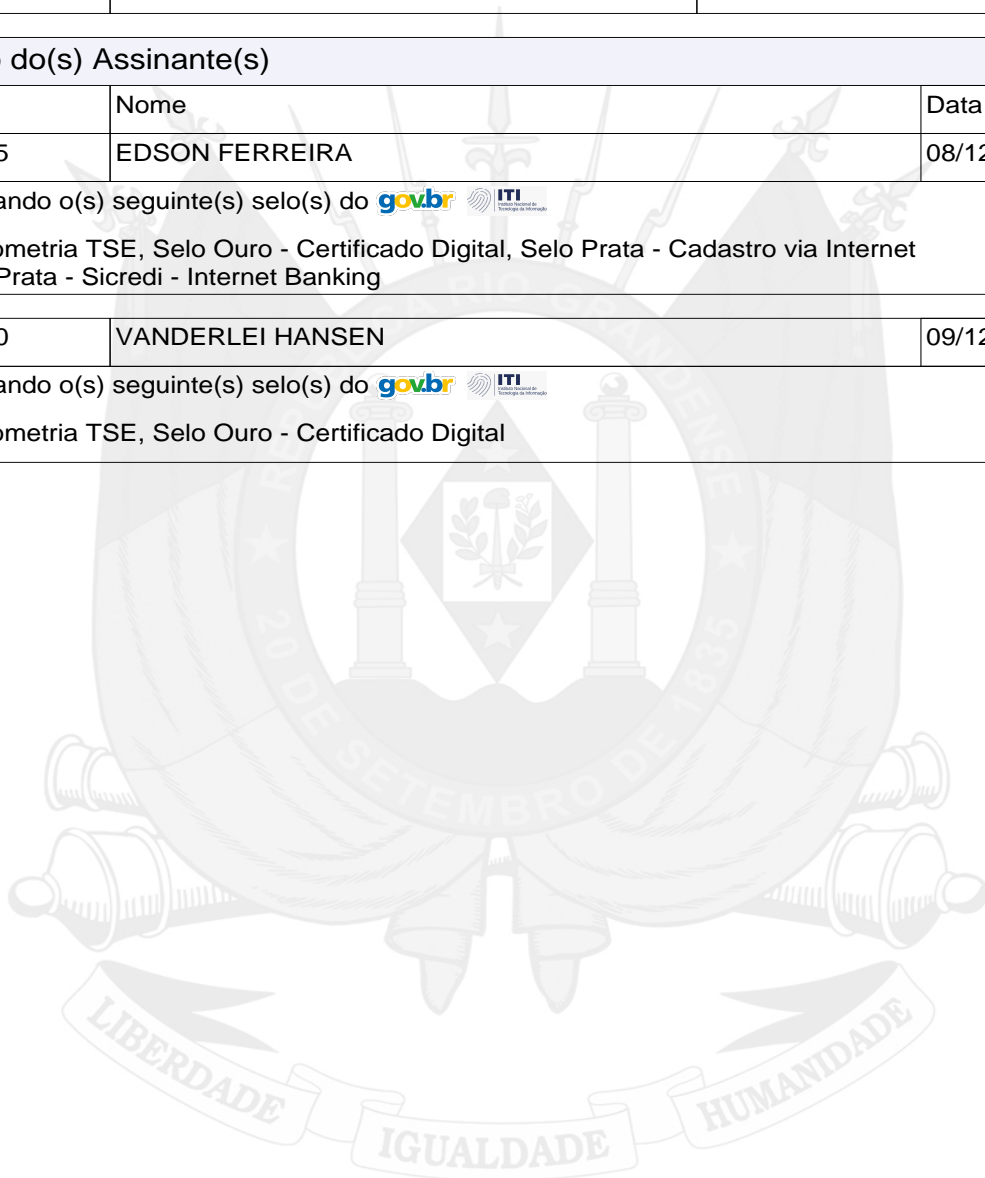 do(s) Assinante(s)
Nome
Data
5
EDSON FERREIRA
08/12
ando o(s) seguinte(s) selo(s) do gov.br ITI
ometria TSE, Selo Ouro - Certificado Digital, Selo Prata - Cadastro via Internet
Prata - Sicredi - Internet Banking
0
VANDERLEI HANSEN
09/12
ando o(s) seguinte(s) selo(s) do gov.br ITI
ometria TSE, Selo Ouro - Certificado Digital
REPUBLICA RIO GRANDENSE
20 DE SETEMBRO DE 1835
LIBERDADE
IGUALDADE
HUMANIDADE